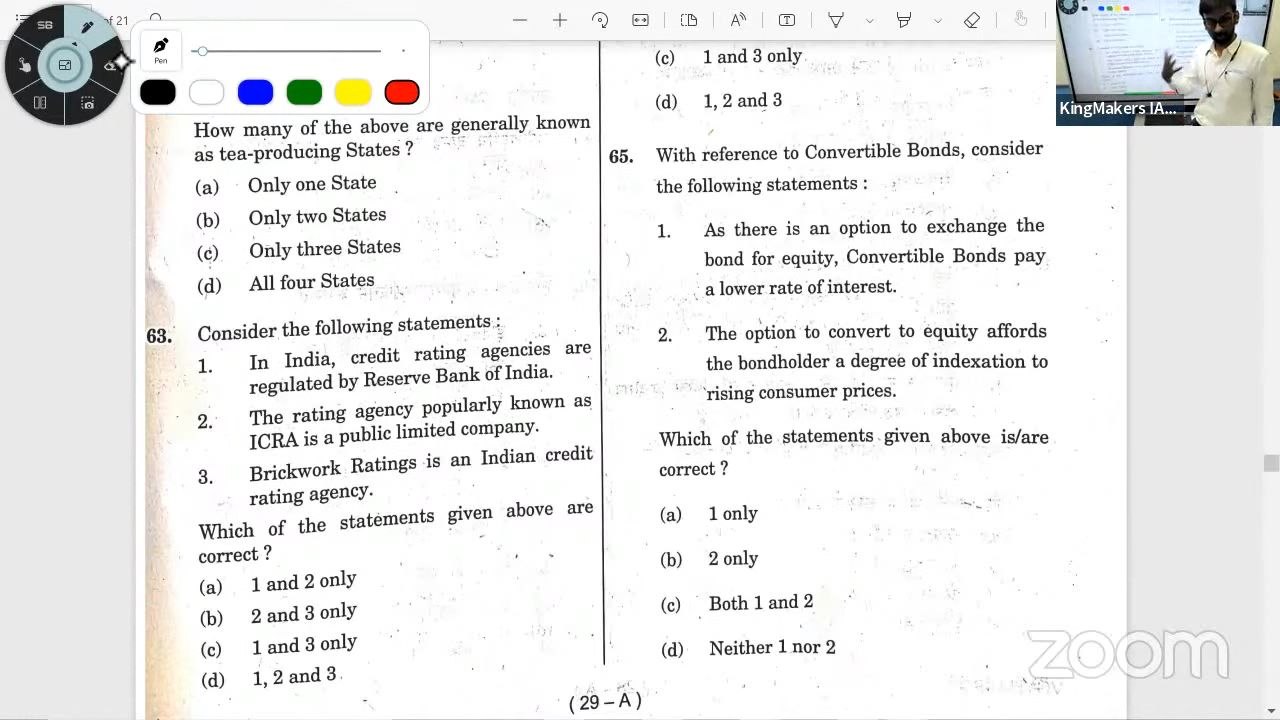 of 21
SB
Pen
How many of the above are generally known
as tea-producing States ?
(a) Only one State
(b) Only two States
(c) Only three States
(d) All four States
63. Consider the following statements :
1. In India, credit rating agencies are
regulated by Reserve Bank of India.
2. The rating agency popularly known as
ICRA is a public limited company.
3. Brickwork Ratings is an Indian credit
rating agency.
Which of the statements given above are
correct ?
(a) 1 and 2 only
(b) 2 and 3 only
(c) 1 and 3 only
(d) 1, 2 and 3
(c) 1 and 3 only
(d) 1, 2 and 3
65. With reference to Convertible Bonds, consider
the following statements :
1. As there is an option to exchange the
bond for equity, Convertible Bonds pay
a lower rate of interest.
2. The option to convert to equity affords
the bondholder a degree of indexation to
rising consumer prices.
Which of the statements given above is/are
correct ?
(a) 1 only
(b) 2 only
(c) Both 1 and 2
(d) Neither 1 nor 2
( 29 – A )
KingMakers IA...
zoom